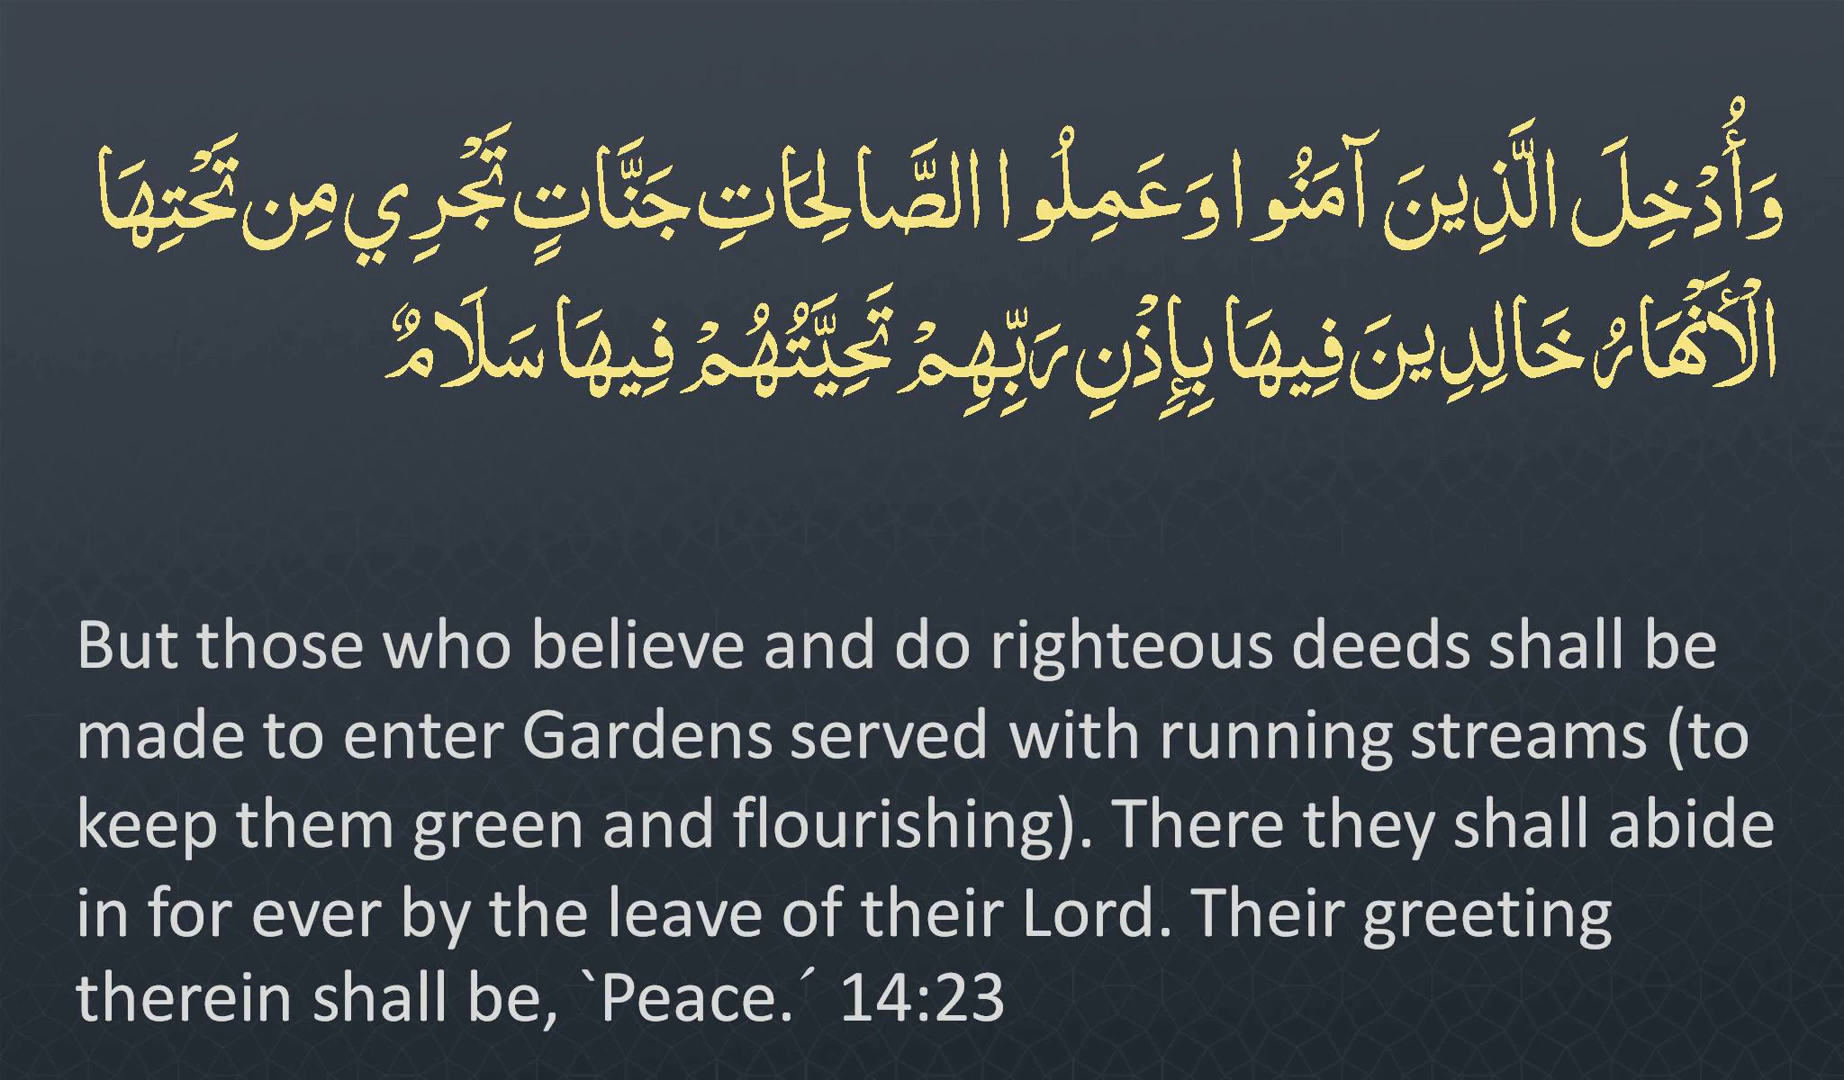 وَأُدْخِلَ الَّذِينَ آمَنُوا وَعَمِلُوا الصَّالِحَاتِ جَنَّاتٍ تَجْرِي مِن تَحْتِهَا
الْأَنْهَارُ خَالِدِينَ فِيهَا بِإِذْنِ رَبِّهِمْ تَحِيَّتُهُمْ فِيهَا سَلَامٌ
But those who believe and do righteous deeds shall be
made to enter Gardens served with running streams (to
keep them green and flourishing). There they shall abide
in for ever by the leave of their Lord. Their greeting
therein shall be, `Peace.´ 14:23